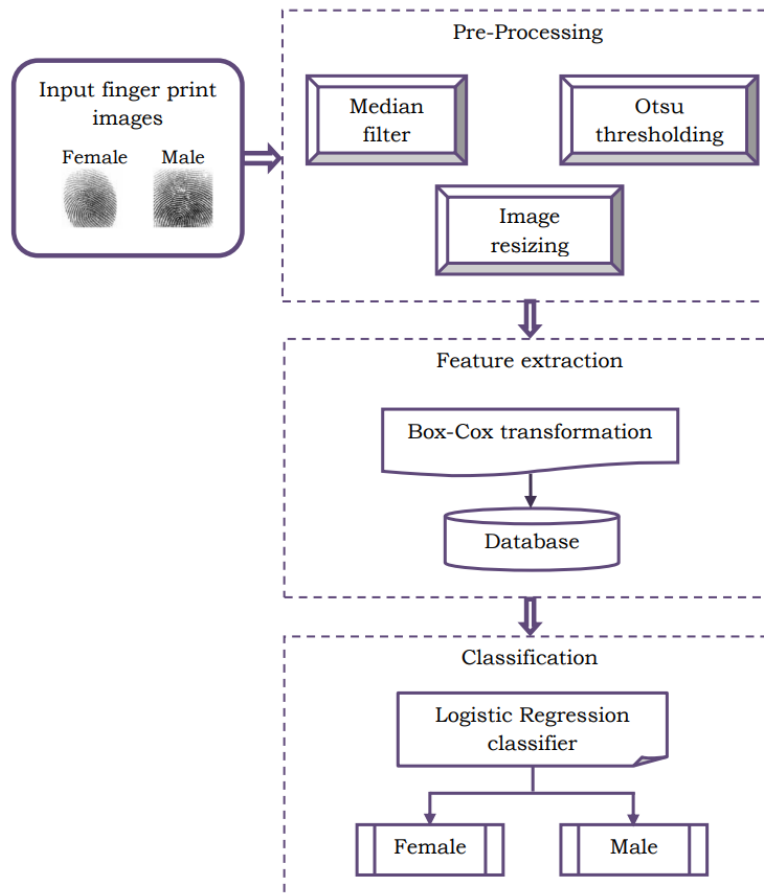 Input finger print
images
Female
Male
Pre-Processing
Median
filter
Otsu
thresholding
Image
resizing
Feature extraction
Box-Cox transformation
Database
Classification
Logistic Regression
classifier
Female
Male